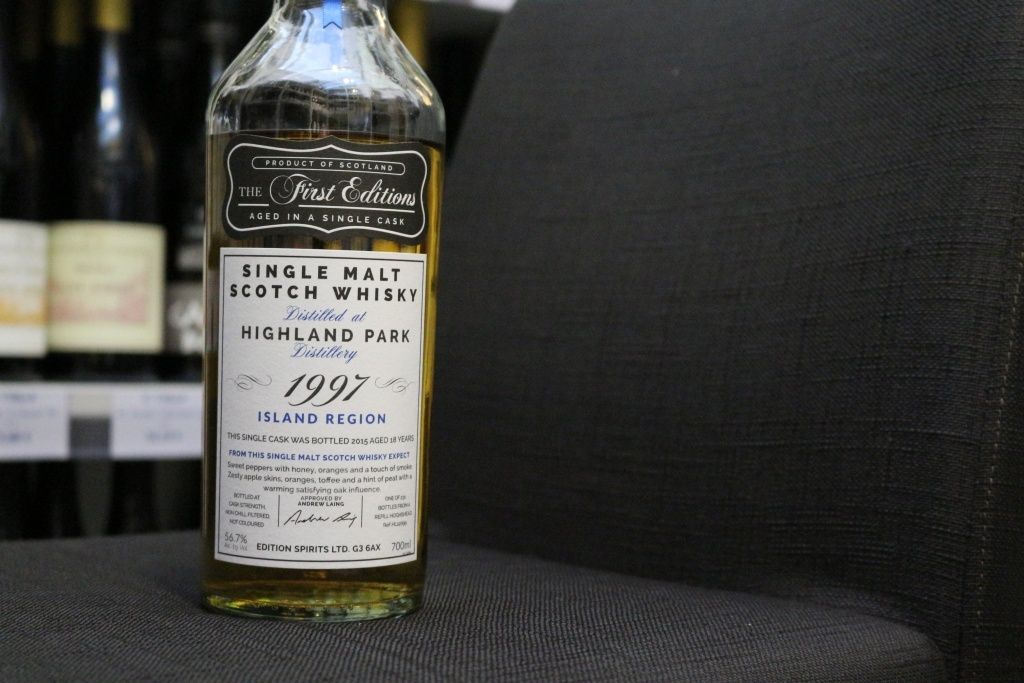 PRODUCT OF SCOTLAND
THE First Editions
AGED IN A SINGLE CASK
SINGLE MALT
SCOTCH WHISKY
Distilled at
HIGHLAND PARK
Distillery
1997
ISLAND REGION
THIS SINGLE CASK WAS BOTTLED 2015 AGED 18 YEARS
FROM THIS SINGLE MALT SCOTCH WHISKY EXPECT
Sweet peppers with honey, oranges and a touch of smoke.
Zesty apple skins, oranges, toffee and a hint of peat with a
warming satisfying oak influence.
BOTTLED AT
CASK STRENGTH,
NON CHILL FILTERED,
NOT COLOURED
APPROVED BY
ANDREW LAING
ONE OF
BOTTLES FROM A
REFILL HOGSHEAD
56.7%
Alc. by Vol.
EDITION SPIRITS LTD. G3 6AX
700ml